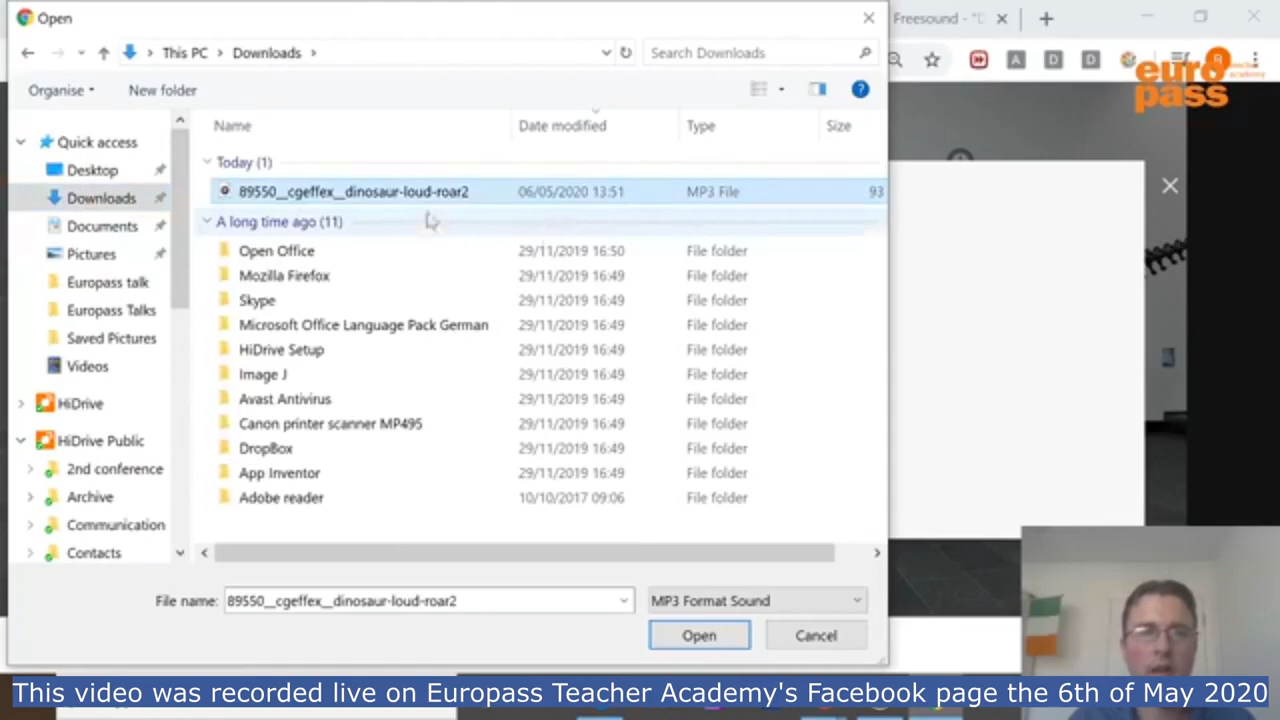 Open
Freesound - "D
This PC
Downloads
Search Downloads
Organise
New folder
euro
pass
teacher
academy
Name
Date modified
Type
Size
Quick access
Desktop
Downloads
Documents
Pictures
Europass talk
Europass Talks
Saved Pictures
Videos
HiDrive
HiDrive Public
2nd conference
Archive
Communication
Contacts
Today (1)
89550__cgeffex__dinosaur-loud-roar2 06/05/2020 13:51 MP3 File 93
A long time ago (11)
Open Office 29/11/2019 16:50 File folder
Mozilla Firefox 29/11/2019 16:49 File folder
Skype 29/11/2019 16:49 File folder
Microsoft Office Language Pack German 29/11/2019 16:49 File folder
HiDrive Setup 29/11/2019 16:49 File folder
Image J 29/11/2019 16:49 File folder
Avast Antivirus 29/11/2019 16:49 File folder
Canon printer scanner MP495 29/11/2019 16:49 File folder
DropBox 29/11/2019 16:49 File folder
App Inventor 29/11/2019 16:49 File folder
Adobe reader 10/10/2017 09:06 File folder
File name: 89550__cgeffex__dinosaur-loud-roar2
MP3 Format Sound
Open
Cancel
This video was recorded live on Europass Teacher Academy's Facebook page the 6th of May 2020